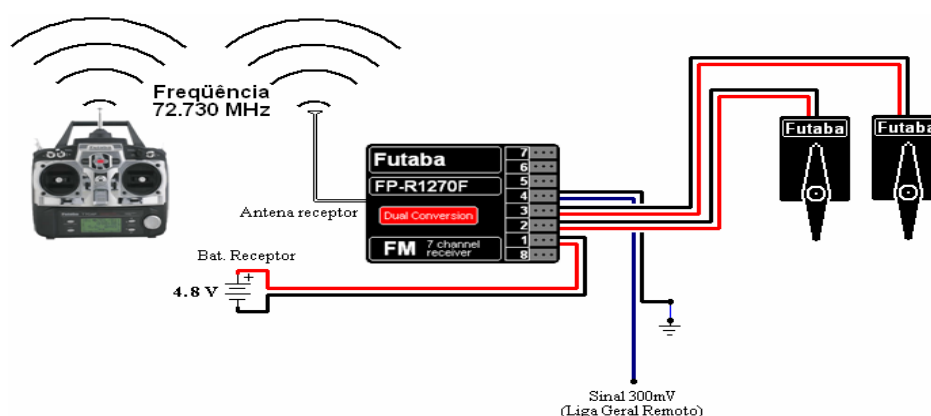 Freqüência
72.730 MHz
Antena receptor
Futaba
FP-R1270F
Dual Conversion
FM 7 channel
receiver
7
6
5
4
3
2
1
8
Futaba
Futaba
Bat. Receptor
+
4.8 V
Sinal 300mV
(Liga Geral Remoto)